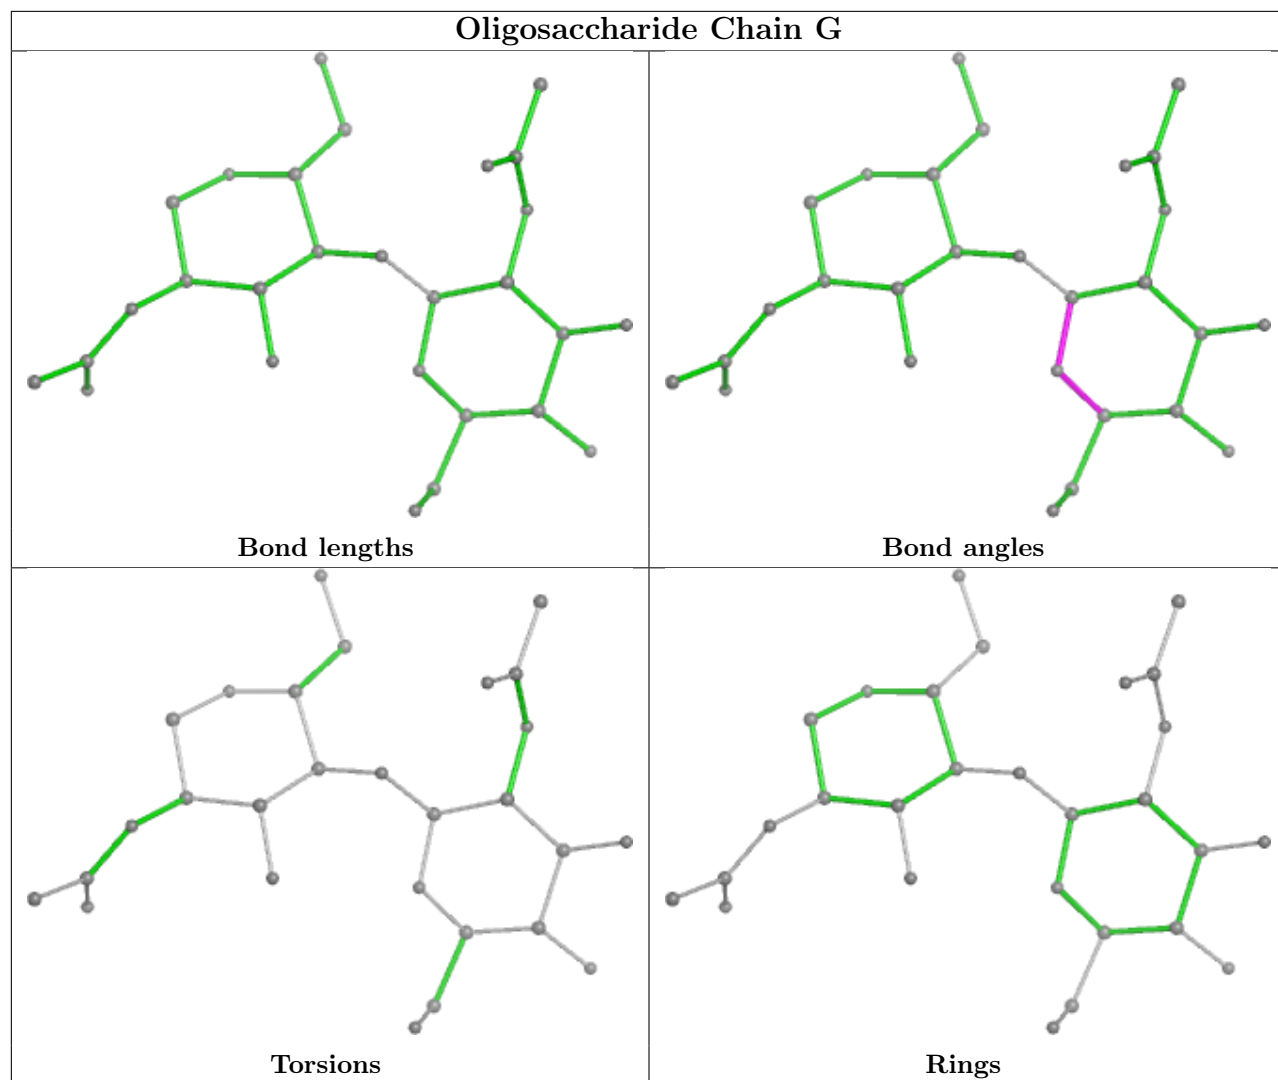 Oligosaccharide Chain G
Bond lengths
Bond angles
Torsions
Rings